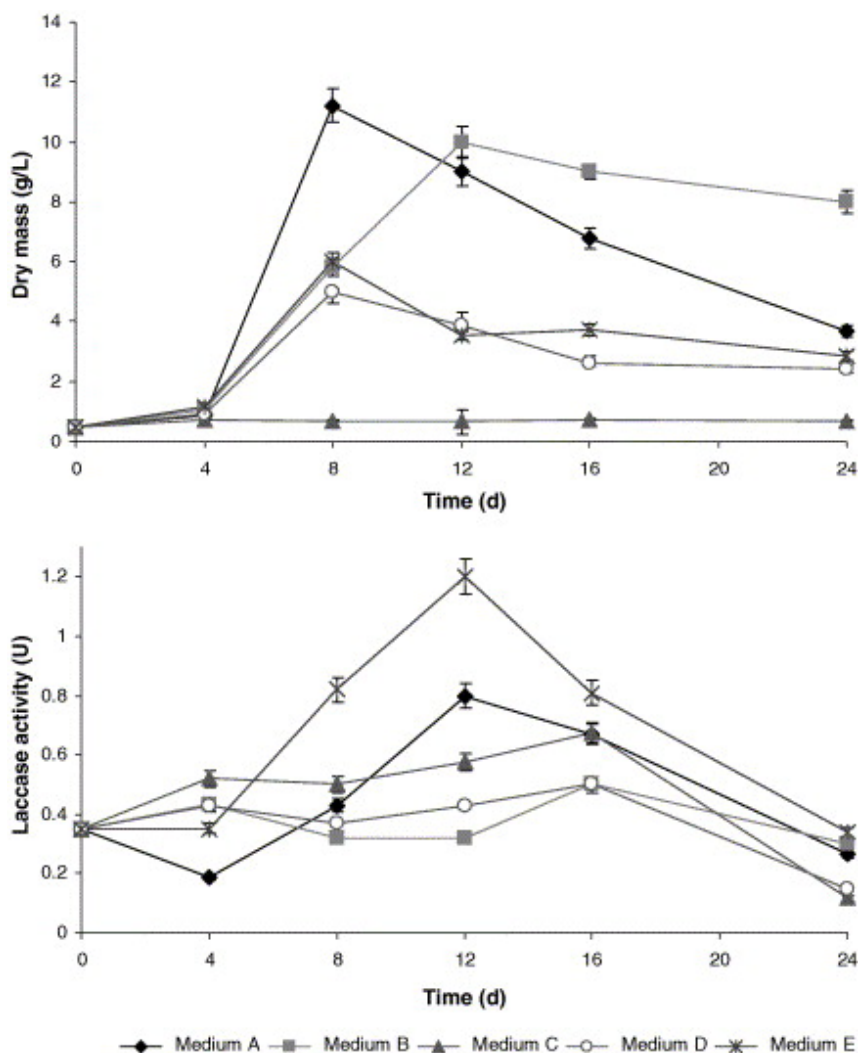 14
12
10
8
6
4
2
0
Dry mass (g/L)
0 4 8 12 16 20 24
Time (d)
1.2
1
0.8
0.6
0.4
0.2
0
Laccase activity (U)
0 4 8 12 16 20 24
Time (d)
Medium A Medium B Medium C Medium D Medium E